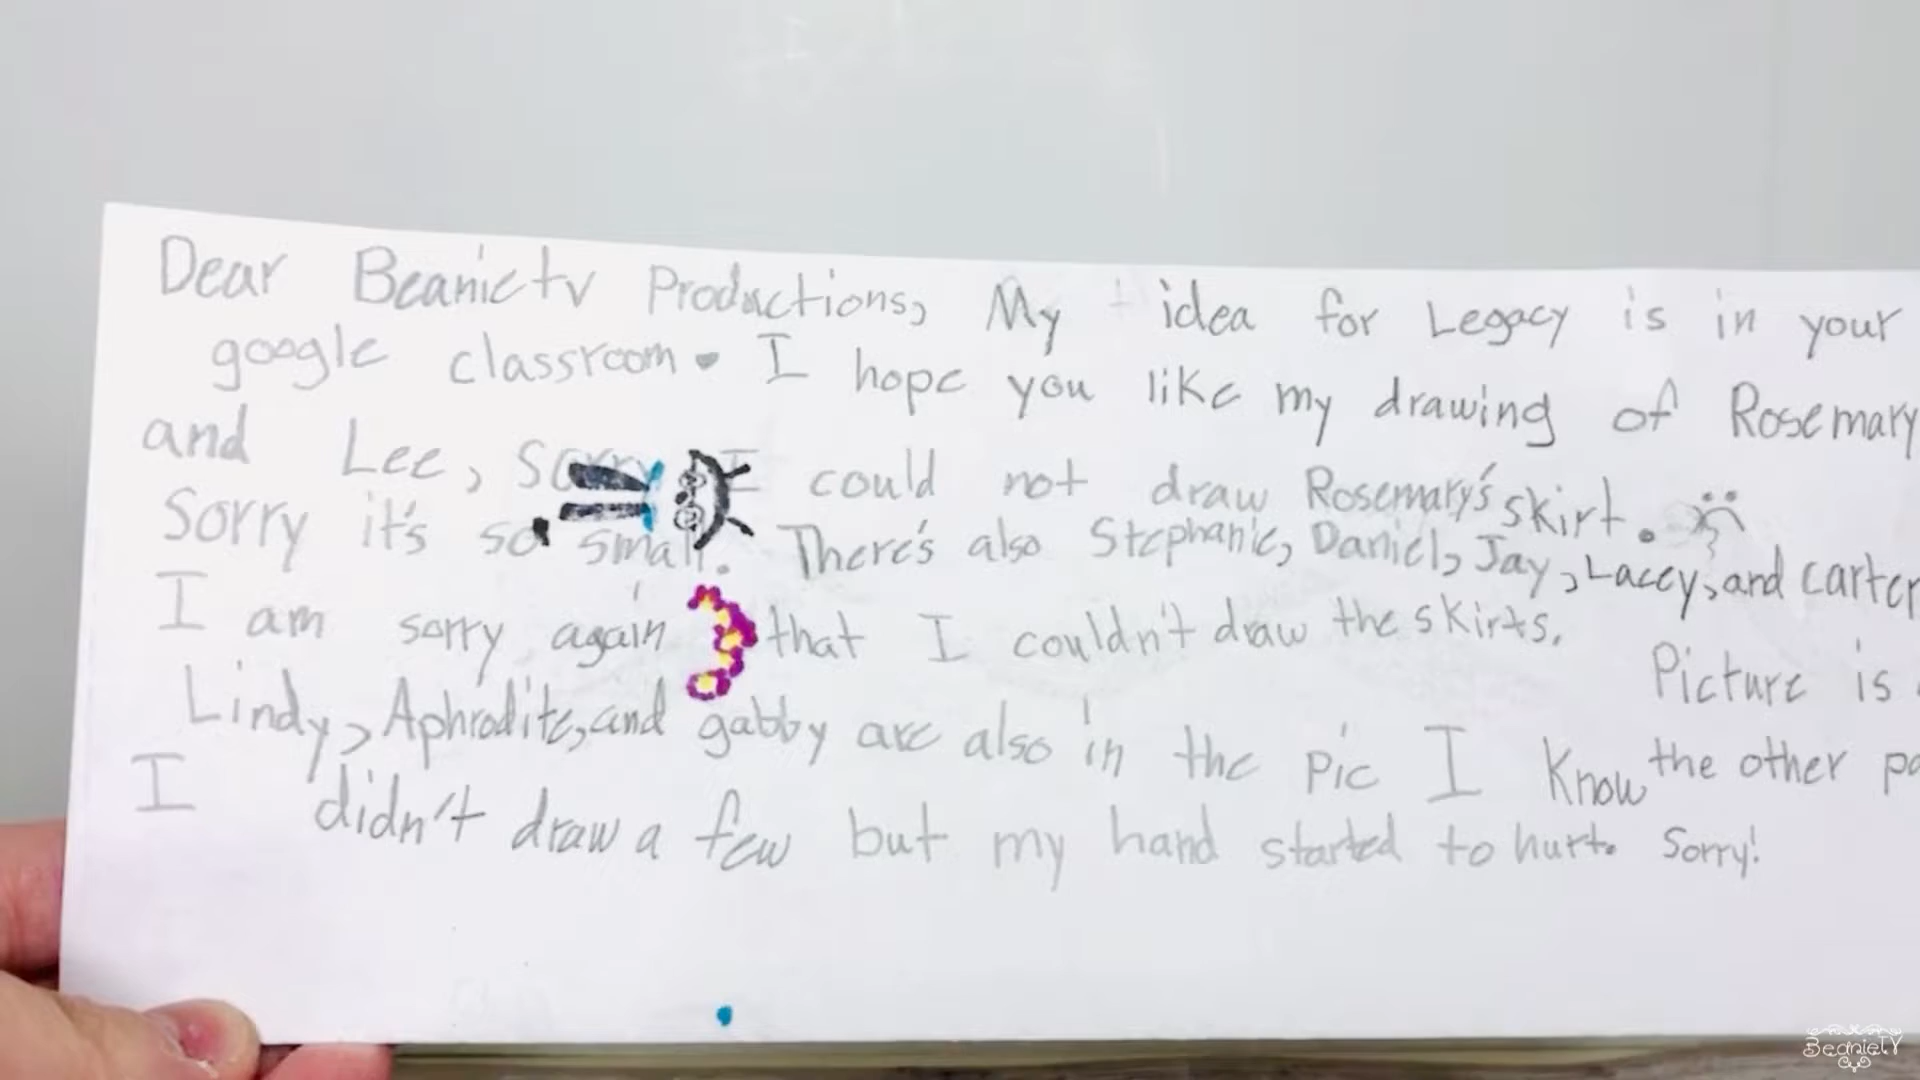 Dear Beanietv Productions, My idea for Legacy is in your
google classroom. I hope you like my drawing of Rosemary
and Lee, Sorry I could not draw Rosemary's skirt.
Sorry it's so small. There's also Stephanie, Daniel, Jay, Lacey, and carter
I am sorry again that I couldn't draw the skirts.
Picture is
Lindy, Aphrodite, and gabby are also in the pic I know
the other
I didn't draw a few but my hand started to hurt. Sorry!
BeanieTV